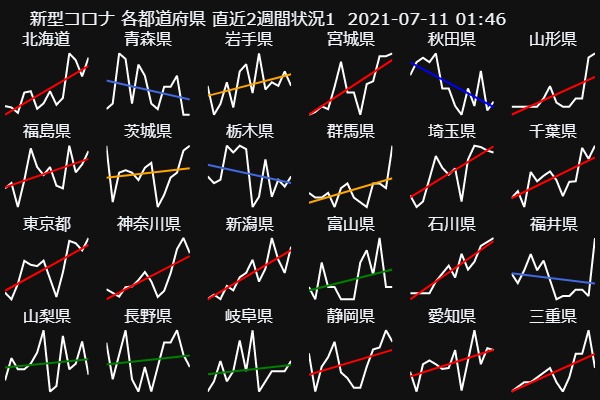 新型コロナ 各都道府県 直近2週間状況1 2021-07-11 01:46
北海道 青森県 岩手県 宮城県 秋田県 山形県
福島県 茨城県 栃木県 群馬県 埼玉県 千葉県
東京都 神奈川県 新潟県 富山県 石川県 福井県
山梨県 長野県 岐阜県 静岡県 愛知県 三重県